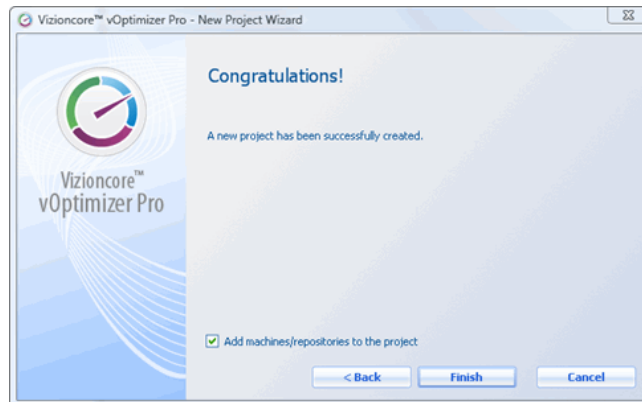 Vizioncore™ vOptimizer Pro - New Project Wizard
Congratulations!
A new project has been successfully created.
Vizioncore™
vOptimizer Pro
Add machines/repositories to the project
< Back
Finish
Cancel